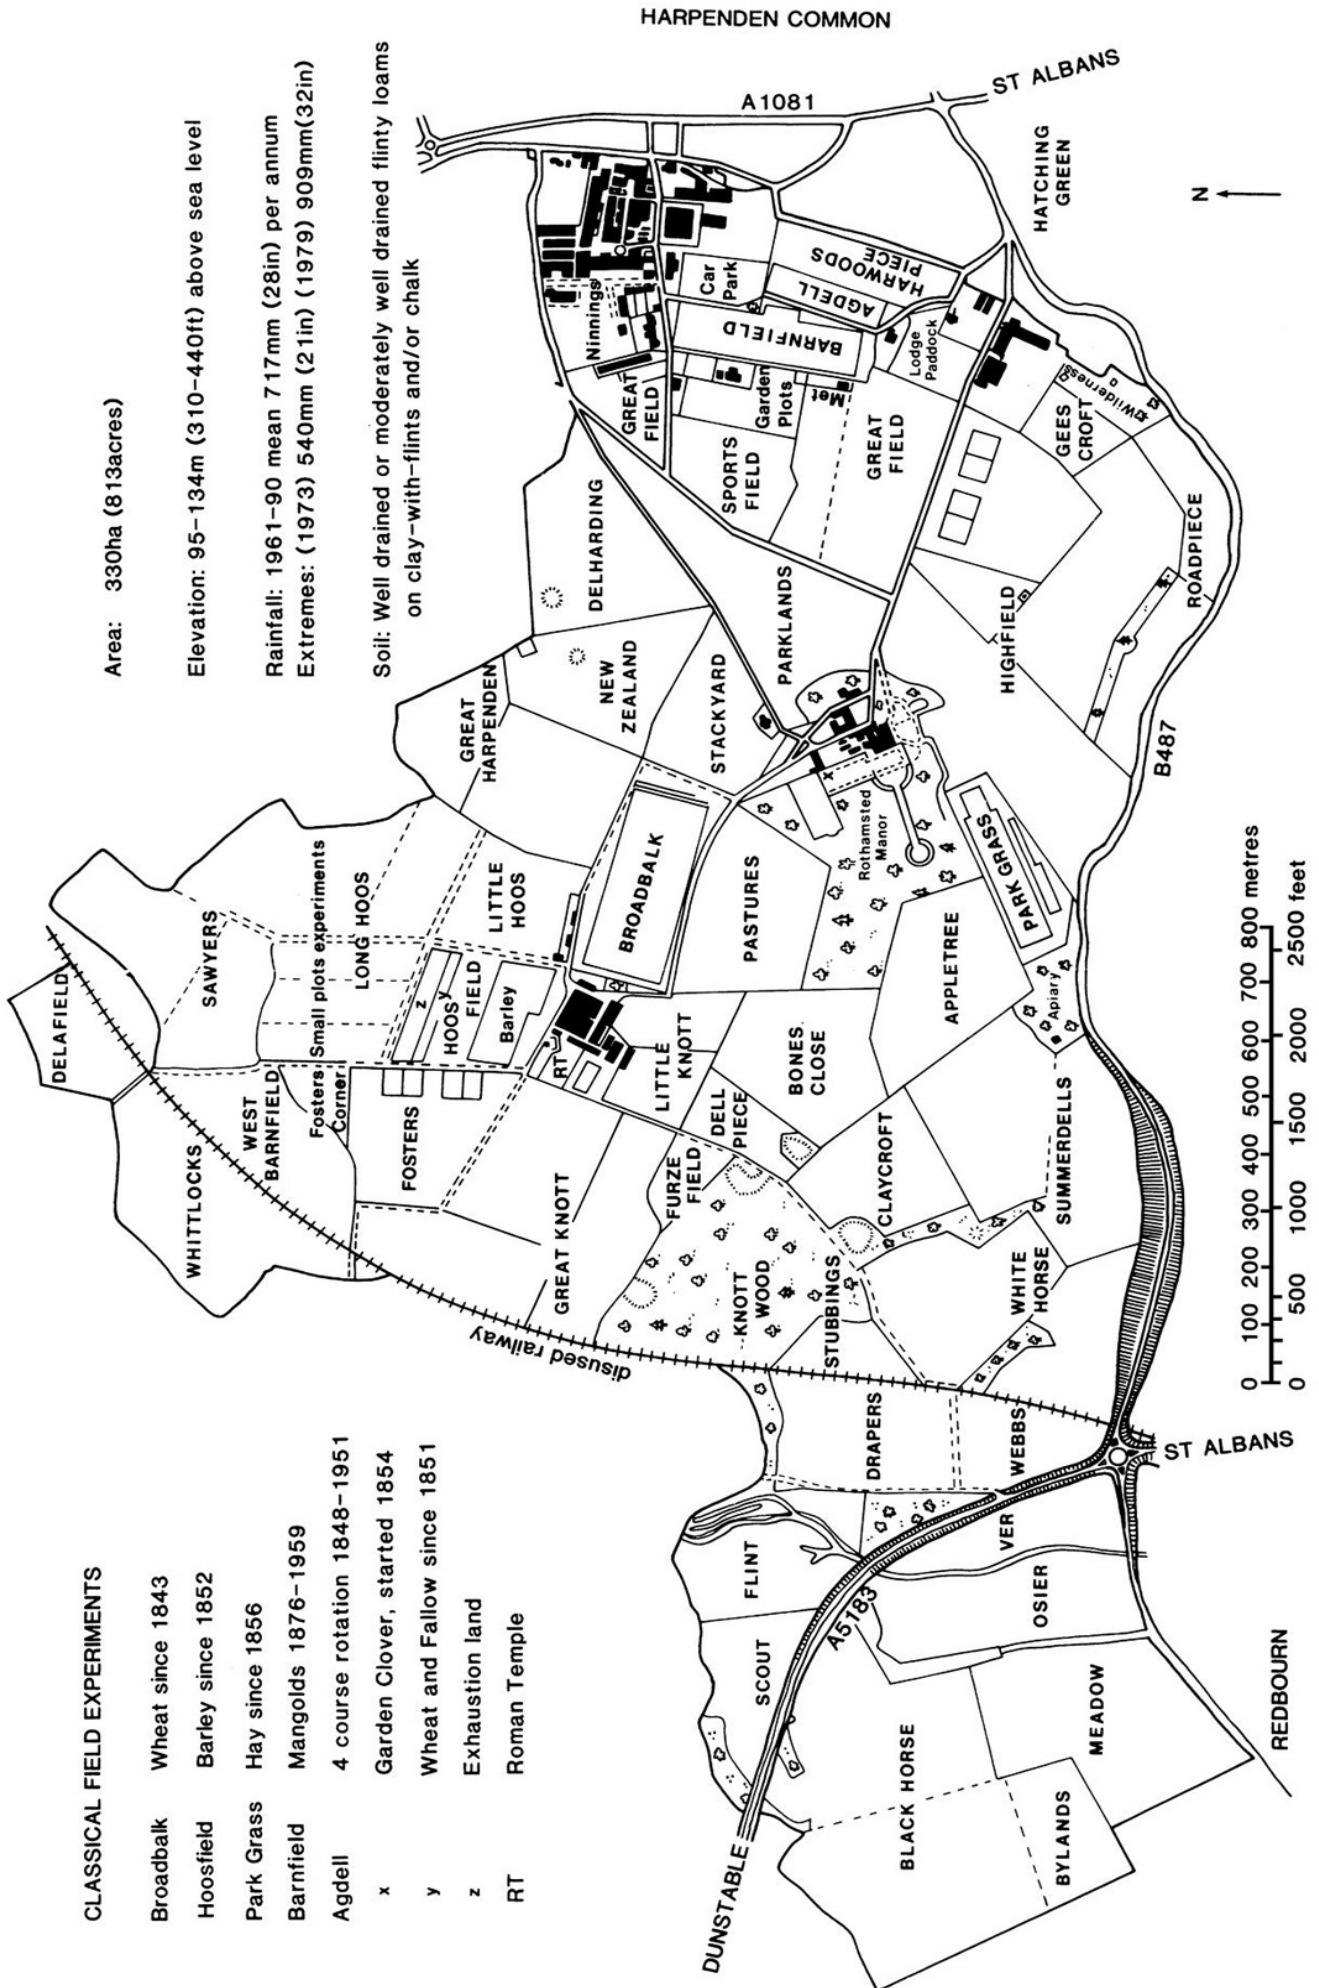 HARPENDEN COMMON
CLASSICAL FIELD EXPERIMENTS
Broadbalk Wheat since 1843
Hoosfield Barley since 1852
Park Grass Hay since 1856
Barnfield Mangolds 1876-1959
Agdell 4 course rotation 1848-1951
x Garden Clover, started 1854
y Wheat and Fallow since 1851
z Exhaustion land
RT Roman Temple
Area: 330ha (813acres)
Elevation: 95-134m (310-440ft) above sea level
Rainfall: 1961-90 mean 717mm (28in) per annum
Extremes: (1973) 540mm (21in) (1979) 909mm(32in)
Soil: Well drained or moderately well drained flinty loams
on clay-with-flints and/or chalk
DELAFIELD
SAWYERS
WHITTLOCKS
WEST
BARNFIELD
Fosters
Corner
Small plots experiments
LONG HOOS
GREAT
HARPENDEN
FOSTERS
z
HOOS
y
FIELD
Barley
LITTLE
HOOS
NEW
ZEALAND
DELHARDING
GREAT
FIELD
Ninnings
A1081
ST ALBANS
disused railway
GREAT KNOTT
RT
BROADBALK
STACKYARD
Car
Park
HARWOODS
PIECE
AGDELL
BARNFIELD
Garden
Plots
Met
SPORTS
FIELD
HATCHING
GREEN
N
FURZE
FIELD
LITTLE
KNOTT
DELL
PIECE
PASTURES
PARKLANDS
GREAT
FIELD
Lodge
Paddock
KNOTT
WOOD
BONES
CLOSE
x
Rothamsted
Manor
FLINT
SCOUT
DRAPERS
STUBBINGS
CLAYCROFT
APPLETREE
PARK GRASS
HIGHFIELD
GEES
CROFT
Wilderness
DUNSTABLE
A5183
VER
WEBBS
WHITE
HORSE
SUMMERDELLS
Apiary
B487
ROADPIECE
BLACK HORSE
OSIER
MEADOW
BYLANDS
ST ALBANS
REDBOURN
0 100 200 300 400 500 600 700 800 metres
0 500 1000 1500 2000 2500 feet